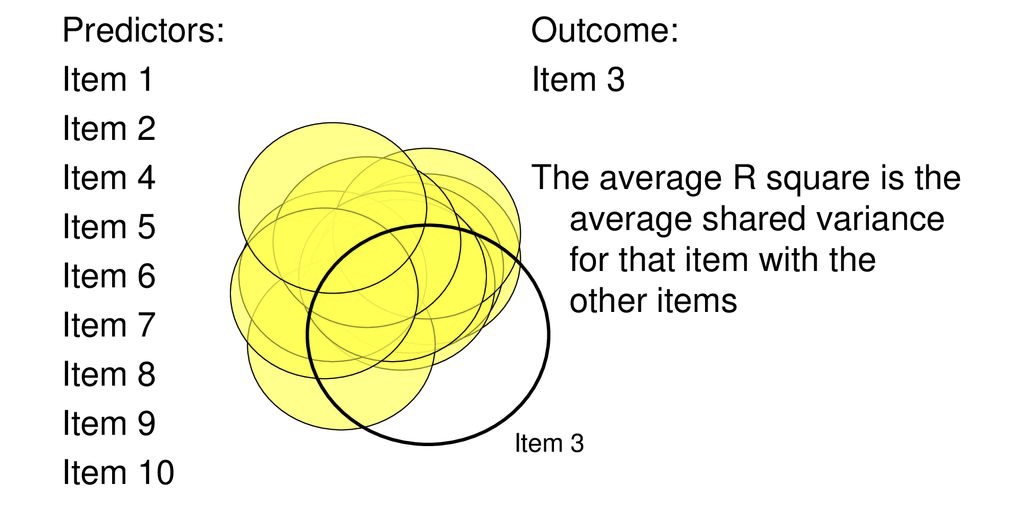 Predictors:
Item 1
Item 2
Item 4
Item 5
Item 6
Item 7
Item 8
Item 9
Item 10
Outcome:
Item 3
The average R square is the
average shared variance
for that item with the
other items
Item 3